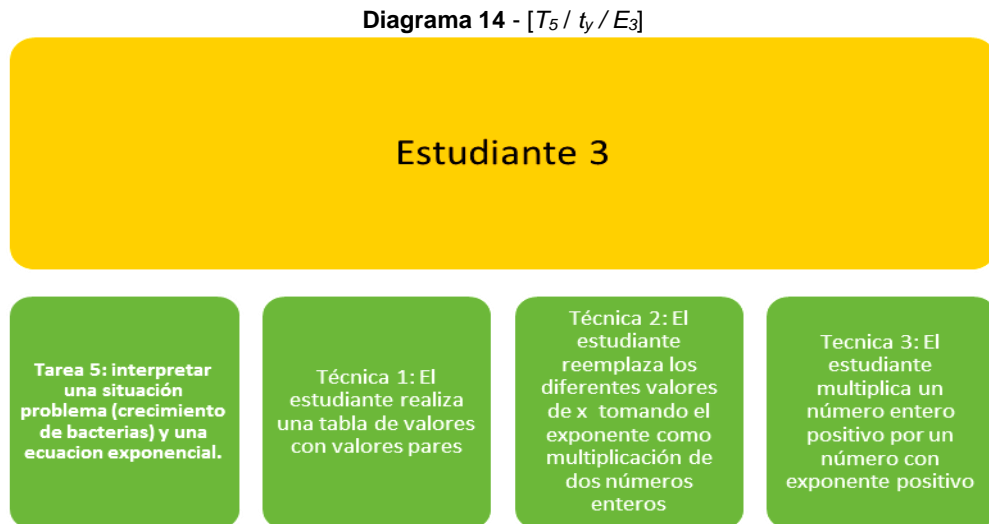 Diagrama 14 - [T5 / ty / E3]
Estudiante 3
Tarea 5: interpretar
una situación
problema (crecimiento
de bacterias) y una
ecuacion exponencial.
Técnica 1: El
estudiante realiza
una tabla de valores
con valores pares
Técnica 2: El
estudiante
reemplaza los
diferentes valores
de x tomando el
exponente como
multiplicación de
dos números
enteros
Tecnica 3: El
estudiante
multiplica un
número entero
positivo por un
número con
exponente positivo